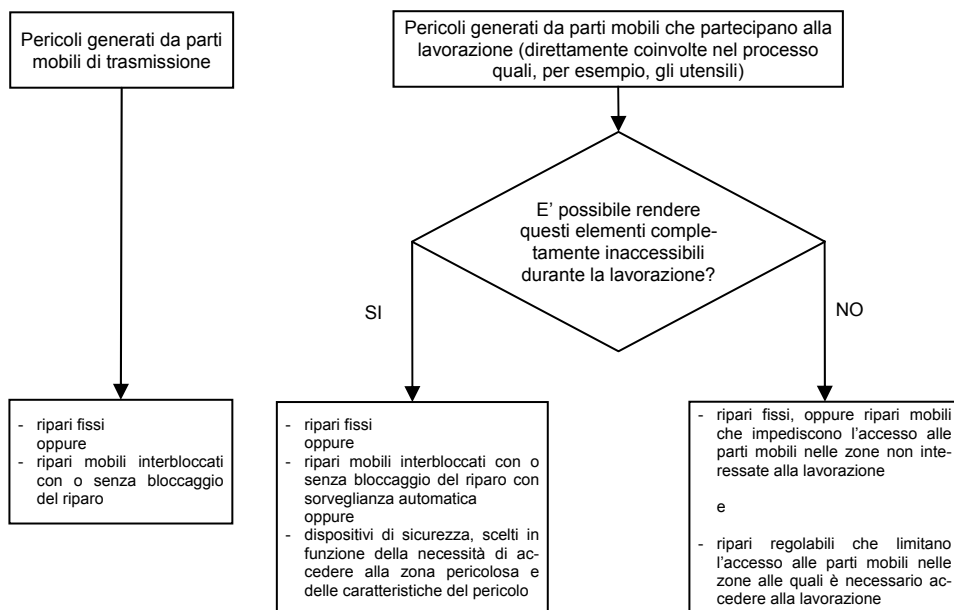 Pericoli generati da parti
mobili di trasmissione
Pericoli generati da parti mobili che partecipano alla
lavorazione (direttamente coinvolte nel processo
quali, per esempio, gli utensili)
E' possibile rendere
questi elementi comple-
tamente inaccessibili
durante la lavorazione?
SI
NO
- ripari fissi
oppure
- ripari mobili interbloccati
con o senza bloccaggio
del riparo
- ripari fissi
oppure
- ripari mobili interbloccati con o
senza bloccaggio del riparo con
sorveglianza automatica
oppure
- dispositivi di sicurezza, scelti in
funzione della necessità di ac-
cedere alla zona pericolosa e
delle caratteristiche del pericolo
- ripari fissi, oppure ripari mobili
che impediscono l'accesso alle
parti mobili nelle zone non inte-
ressate alla lavorazione
e
- ripari regolabili che limitano
l'accesso alle parti mobili nelle
zone alle quali è necessario ac-
cedere alla lavorazione